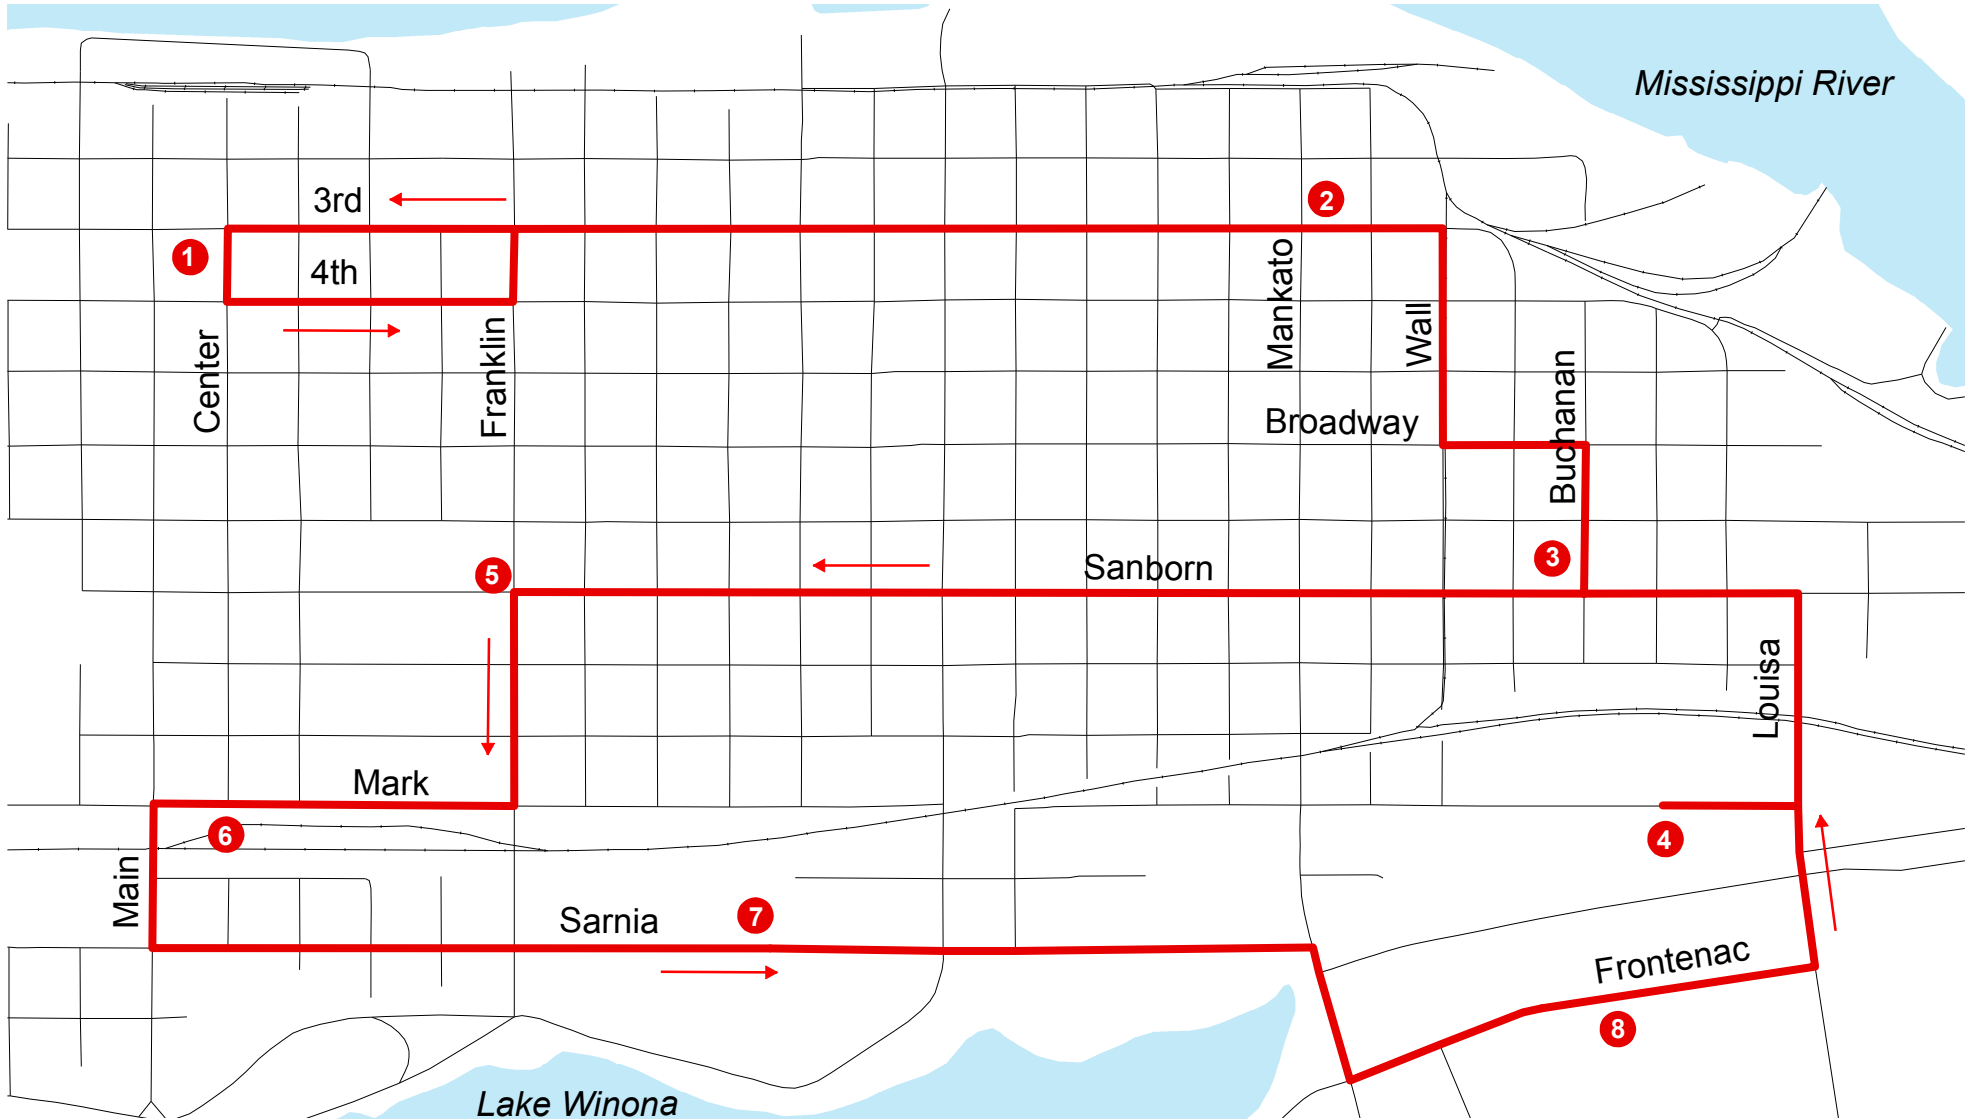 Mississippi River
3rd
2
1
4th
Mankato
Wall
Center
Franklin
Buchanan
Broadway
3
5
Sanborn
Louisa
Mark
6
4
Main
Sarnia
7
Frontenac
8
Lake Winona